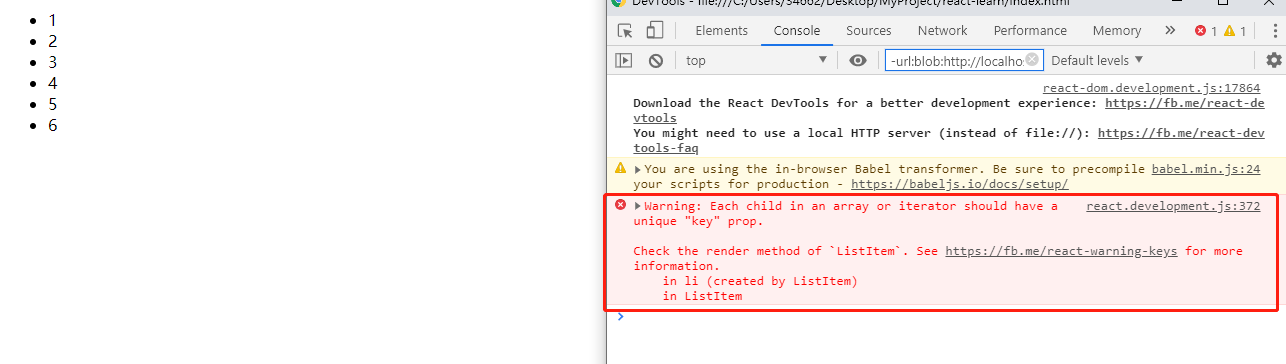 1
2
3
4
5
6
DevTools - file:///C:/Users/34662/Desktop/MyProject/react-learn/index.html
Elements Console Sources Network Performance Memory » 1 1
top -url:blob:http://localho: Default levels
react-dom.development.js:17864
Download the React DevTools for a better development experience: https://fb.me/react-de
vtools
You might need to use a local HTTP server (instead of file://): https://fb.me/react-dev
tools-faq
You are using the in-browser Babel transformer. Be sure to precompile babel.min.js:24
your scripts for production - https://babeljs.io/docs/setup/
Warning: Each child in an array or iterator should have a react.development.js:372
unique "key" prop.
Check the render method of `ListItem`. See https://fb.me/react-warning-keys for more
information.
in li (created by ListItem)
in ListItem